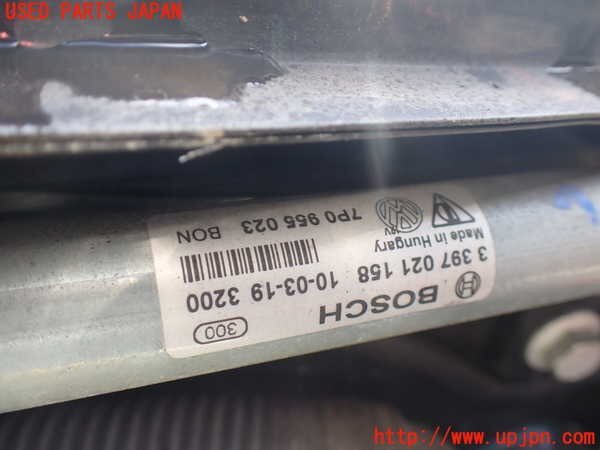 USED PARTS JAPAN
BOSCH
300
3 397 021 158
10-03-19 3200
Made in Hungary
12V
7P0 955 023
BON
http://www.upjpn.com/